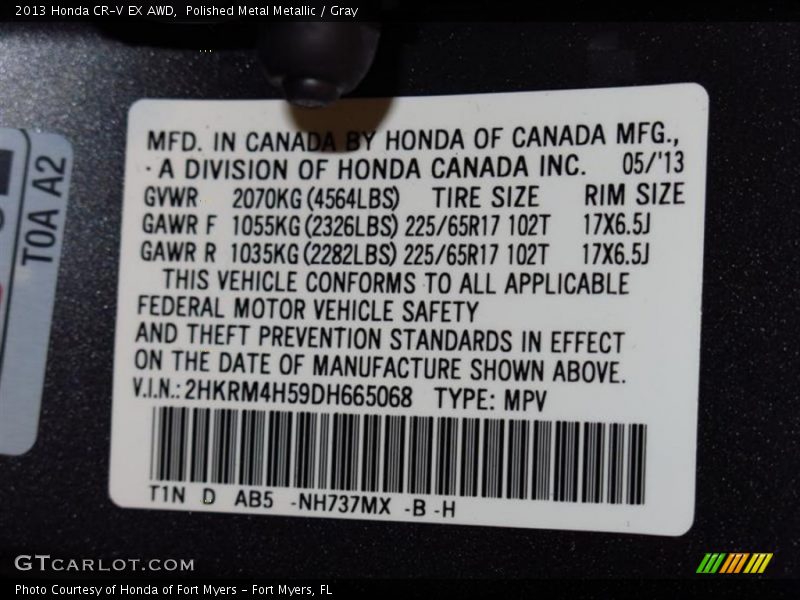 2013 Honda CR-V EX AWD,  Polished Metal Metallic / Gray
T0A A2
MFD. IN CANADA BY HONDA OF CANADA MFG.,
A DIVISION OF HONDA CANADA INC. 05/'13
GVWR 2070KG (4564LBS) TIRE SIZE RIM SIZE
GAWR F 1055KG (2326LBS) 225/65R17 102T 17X6.5J
GAWR R 1035KG (2282LBS) 225/65R17 102T 17X6.5J
THIS VEHICLE CONFORMS TO ALL APPLICABLE
FEDERAL MOTOR VEHICLE SAFETY
AND THEFT PREVENTION STANDARDS IN EFFECT
ON THE DATE OF MANUFACTURE SHOWN ABOVE.
V.I.N.: 2HKRM4H59DH665068 TYPE: MPV
T1N D AB5 -NH737MX -B -H
GTCARLOT.COM
Photo Courtesy of Honda of Fort Myers - Fort Myers, FL